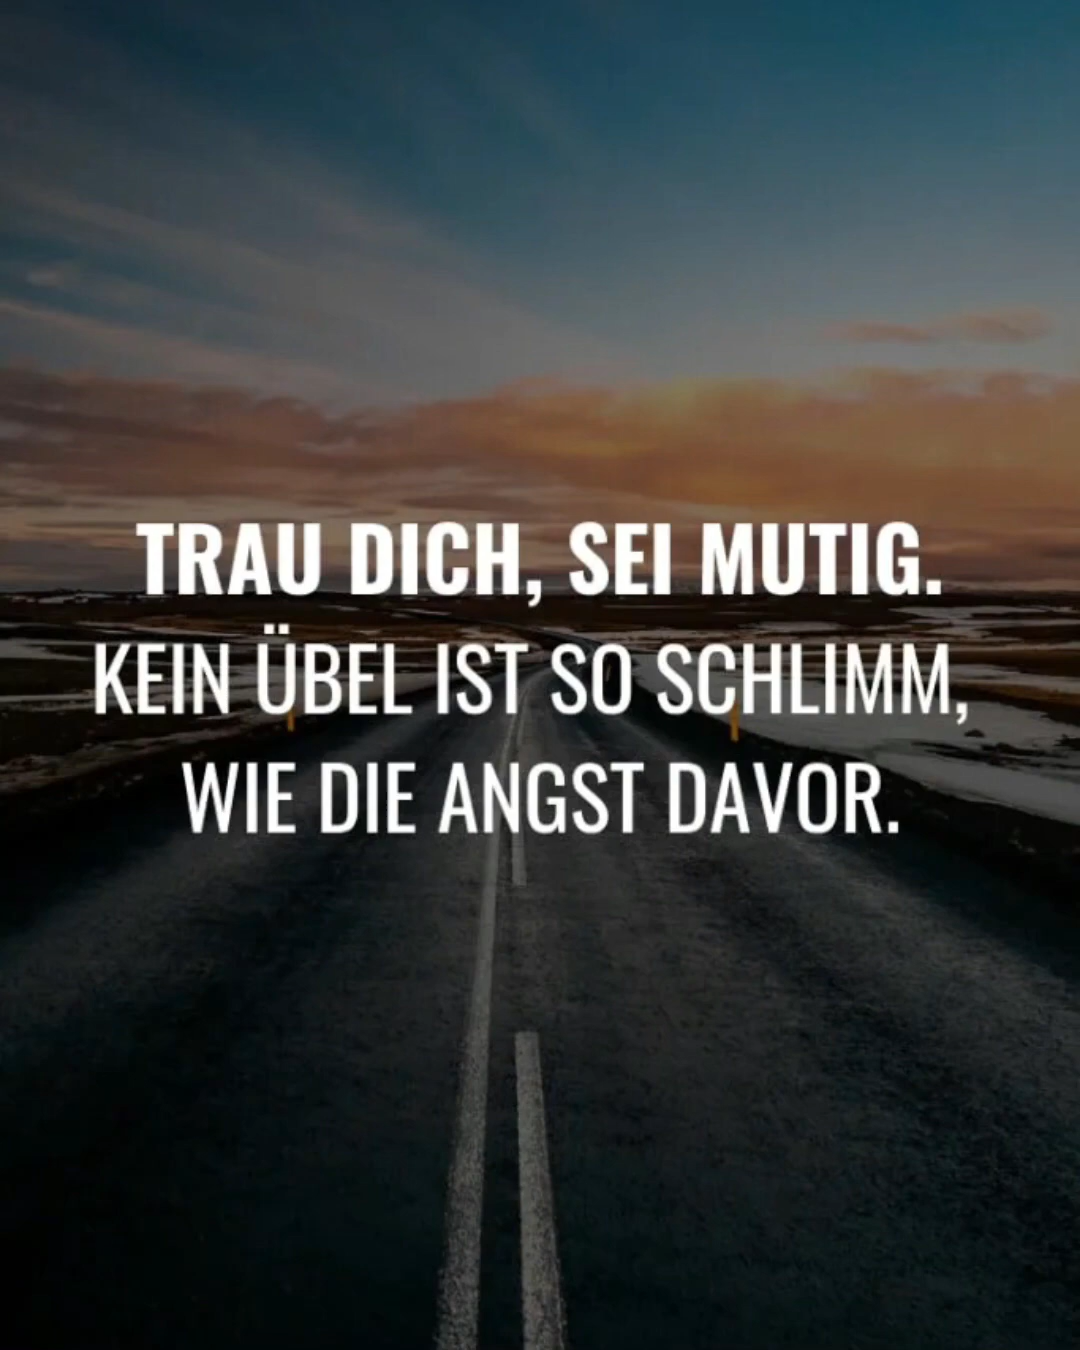 TRAU DICH, SEI MUTIG.
KEIN ÜBEL IST SO SCHLIMM,
WIE DIE ANGST DAVOR.